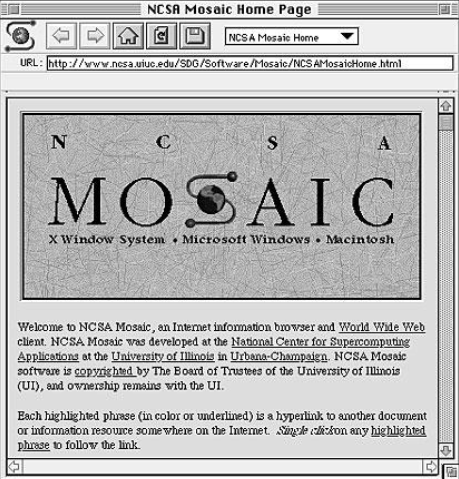 NCSA Mosaic Home Page
NCSA Mosaic Home
URL: http://www.ncsa.uiuc.edu/SDG/Software/Mosaic/NCSAMosaicHome.html
N C S A
MOSAIC
X Window System • Microsoft Windows • Macintosh
Welcome to NCSA Mosaic, an Internet information browser and World Wide Web
client. NCSA Mosaic was developed at the National Center for Supercomputing
Applications at the University of Illinois in Urbana-Champaign. NCSA Mosaic
software is copyrighted by The Board of Trustees of the University of Illinois
(UI), and ownership remains with the UI.
Each highlighted phrase (in color or underlined) is a hyperlink to another document
or information resource somewhere on the Internet. Single click on any highlighted
phrase to follow the link.